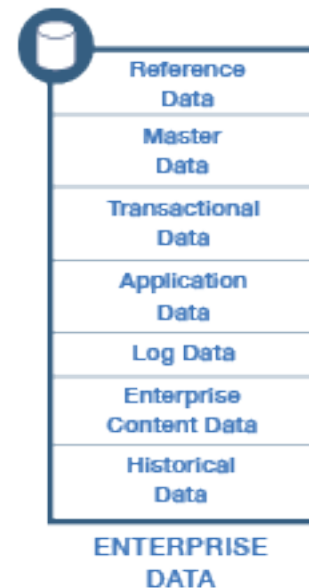 Reference
Data
Master
Data
Transactional
Data
Application
Data
Log Data
Enterprise
Content Data
Historical
Data
ENTERPRISE
DATA